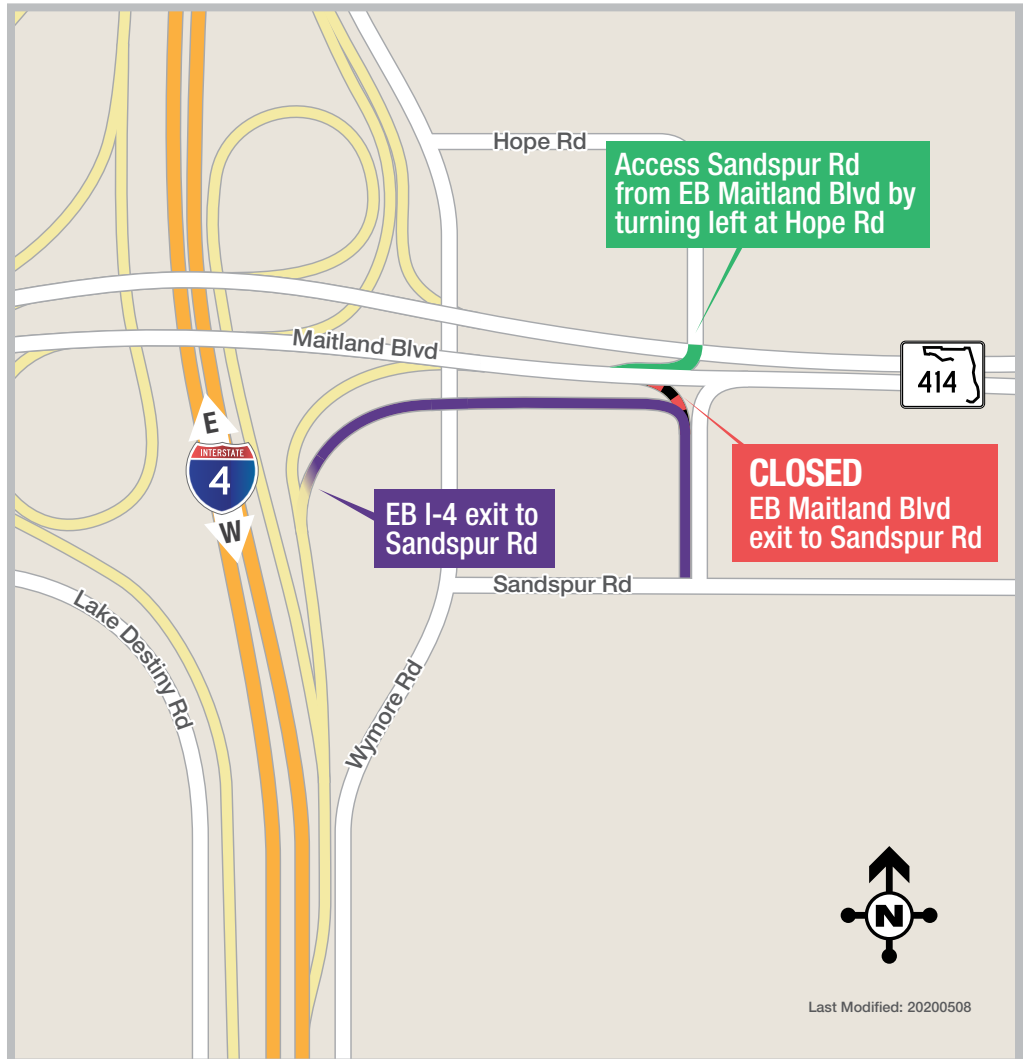 Hope Rd
Access Sandspur Rd
from EB Maitland Blvd by
turning left at Hope Rd
Maitland Blvd
414
E
INTERSTATE
4
W
CLOSED
EB Maitland Blvd
exit to Sandspur Rd
EB I-4 exit to
Sandspur Rd
Sandspur Rd
Lake Destiny Rd
Wymore Rd
N
Last Modified: 20200508